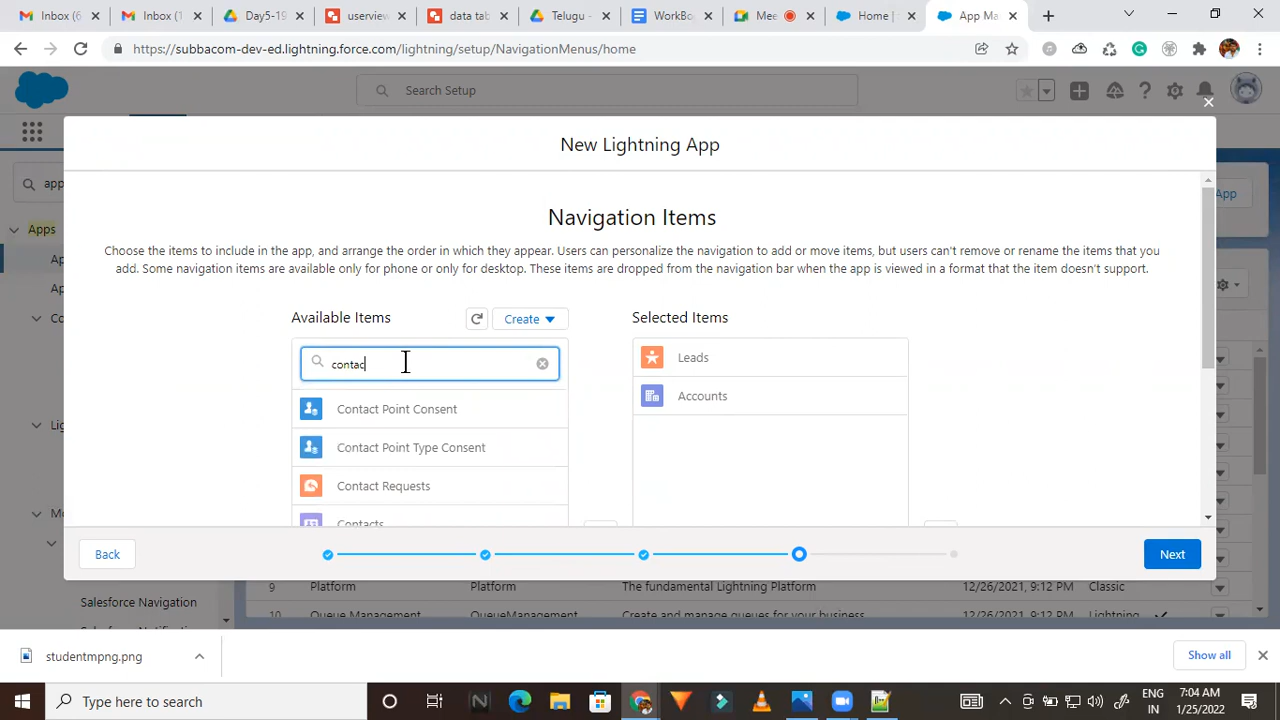 Inbox (6
Inbox (1
Day5-19
userview
data tab
Telugu -
WorkBo
Mee
Home |
App Ma
https://subbacom-dev-ed.lightning.force.com/lightning/setup/NavigationMenus/home
Search Setup
New Lightning App
app
App
Navigation Items
Apps
Choose the items to include in the app, and arrange the order in which they appear. Users can personalize the navigation to add or move items, but users can't remove or rename the items that you
add. Some navigation items are available only for phone or only for desktop. These items are dropped from the navigation bar when the app is viewed in a format that the item doesn't support.
Ap
Ap
Co
Available Items
Create
Selected Items
contac
Leads
Contact Point Consent
Accounts
Lig
Contact Point Type Consent
Contact Requests
Mo
Contacts
Back
Next
9 Platform Platform The fundamental Lightning Platform 12/26/2021, 9:12 PM Classic
Salesforce Navigation
10 Queue Management QueueManagement Create and manage queues for your business 12/26/2021, 9:12 PM Lightning
studentmpng.png
Show all
Type here to search
ENG
IN
7:04 AM
1/25/2022